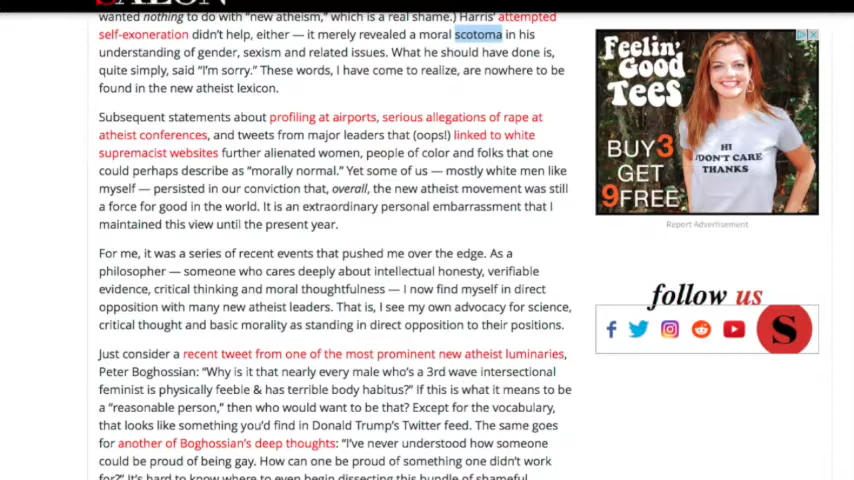 SALON
wanted nothing to do with “new atheism,” which is a real shame.) Harris’ attempted
self-exoneration didn’t help, either — it merely revealed a moral scotoma in his
understanding of gender, sexism and related issues. What he should have done is,
quite simply, said “I’m sorry.” These words, I have come to realize, are nowhere to be
found in the new atheist lexicon.
Subsequent statements about profiling at airports, serious allegations of rape at
atheist conferences, and tweets from major leaders that (oops!) linked to white
supremacist websites further alienated women, people of color and folks that one
could perhaps describe as “morally normal.” Yet some of us — mostly white men like
myself — persisted in our conviction that, overall, the new atheist movement was still
a force for good in the world. It is an extraordinary personal embarrassment that I
maintained this view until the present year.
For me, it was a series of recent events that pushed me over the edge. As a
philosopher — someone who cares deeply about intellectual honesty, verifiable
evidence, critical thinking and moral thoughtfulness — I now find myself in direct
opposition with many new atheist leaders. That is, I see my own advocacy for science,
critical thought and basic morality as standing in direct opposition to their positions.
Just consider a recent tweet from one of the most prominent new atheist luminaries,
Peter Boghossian: “Why is it that nearly every male who’s a 3rd wave intersectional
feminist is physically feeble & has terrible body habitus?” If this is what it means to be
a “reasonable person,” then who would want to be that? Except for the vocabulary,
that looks like something you’d find in Donald Trump’s Twitter feed. The same goes
for another of Boghossian’s deep thoughts: “I’ve never understood how someone
could be proud of being gay. How can one be proud of something one didn’t work
for?” It’s hard to know where to even begin dissecting this bundle of shameful
Feelin’
Good
Tees
BUY 3
GET
9 FREE
HI
I DON'T CARE
THANKS
Report Advertisement
follow us
S